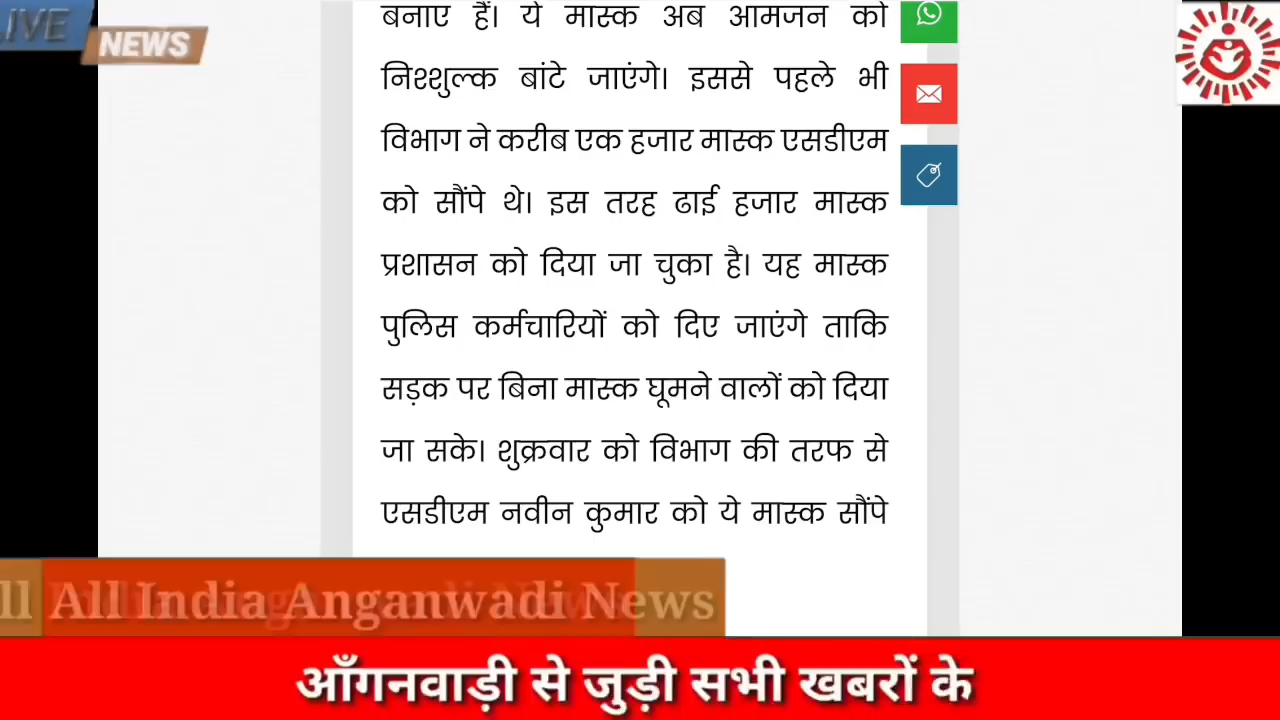 LIVE
NEWS
बनाए हैं। ये मास्क अब आमजन को
निश्शुल्क बांटे जाएंगे। इससे पहले भी
विभाग ने करीब एक हजार मास्क एसडीएम
को सौंपे थे। इस तरह ढाई हजार मास्क
प्रशासन को दिया जा चुका है। यह मास्क
पुलिस कर्मचारियों को दिए जाएंगे ताकि
सड़क पर बिना मास्क घूमने वालों को दिया
जा सके। शुक्रवार को विभाग की तरफ से
एसडीएम नवीन कुमार को ये मास्क सौंपे
ll All India Anganwadi News
आँगनवाड़ी से जुड़ी सभी खबरों के